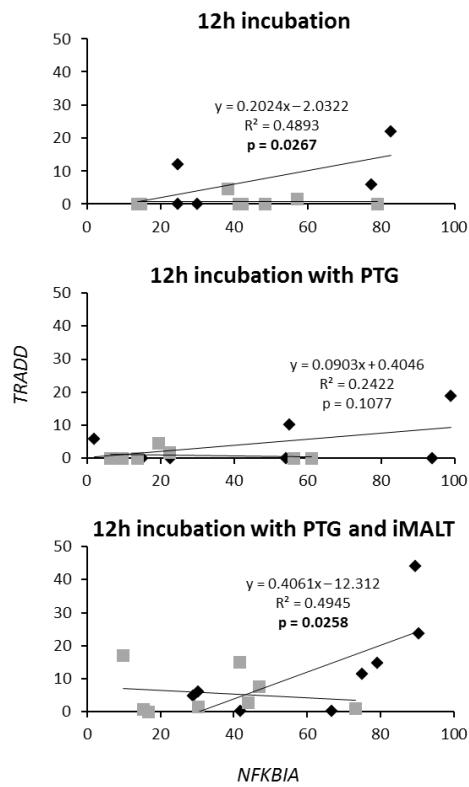 12h incubation
50
40
30
20
10
0
y = 0.2024x − 2.0322
R² = 0.4893
p = 0.0267
0 20 40 60 80 100
12h incubation with PTG
50
40
30
20
10
0
y = 0.0903x + 0.4046
R² = 0.2422
p = 0.1077
0 20 40 60 80 100
TRADD
12h incubation with PTG and iMALT
50
40
30
20
10
0
y = 0.4061x − 12.312
R² = 0.4945
p = 0.0258
0 20 40 60 80 100
NFKBIA